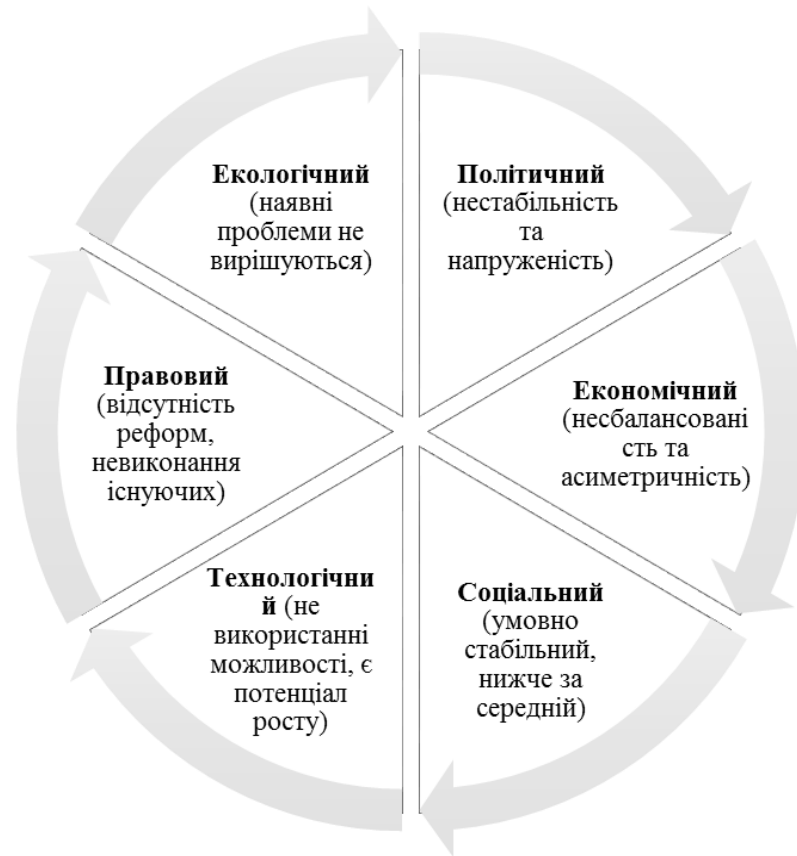 Екологічний
(наявні
проблеми не
вирішуються)
Політичний
(нестабільність
та
напруженість)
Правовий
(відсутність
реформ,
невиконання
існуючих)
Економічний
(несбалансовані
сть та
асиметричність)
Технологічни
й (не
використанні
можливості, є
потенціал
росту)
Соціальний
(умовно
стабільний,
нижче за
середній)